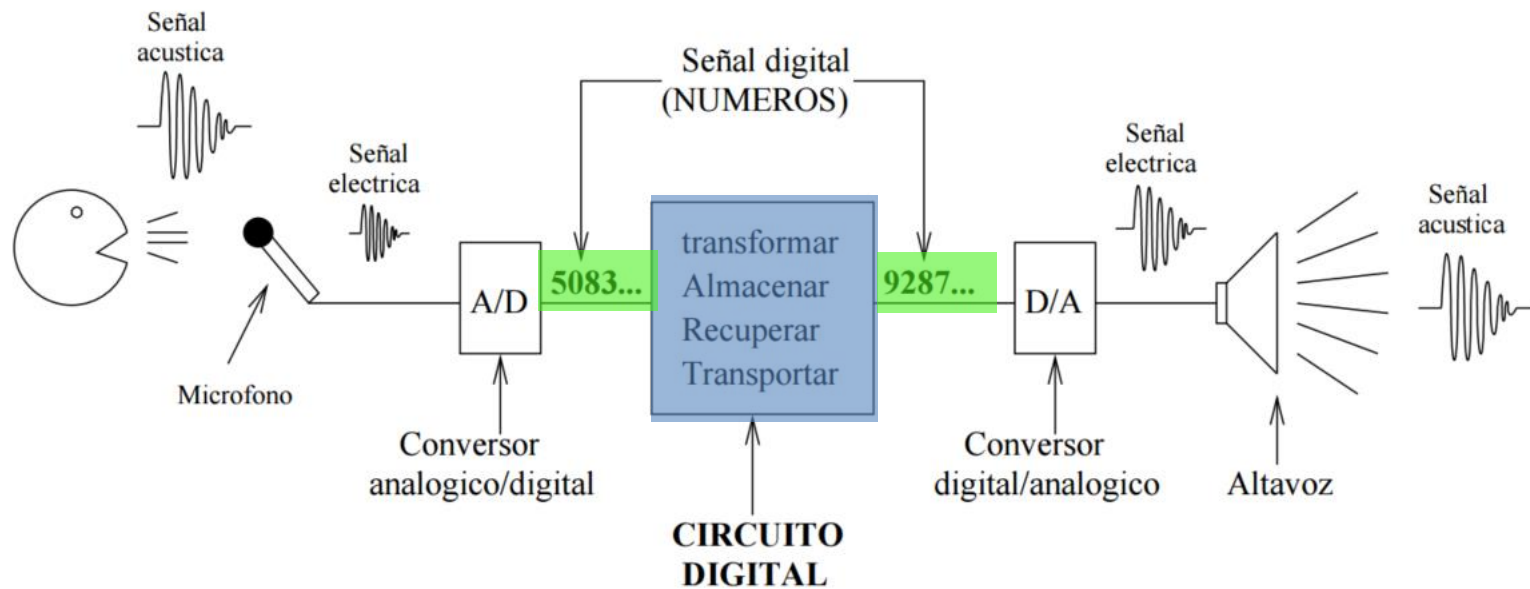 Señal
acustica
Señal
electrica
Microfono
A/D
Conversor
analogico/digital
5083...
Señal digital
(NUMEROS)
transformar
Almacenar
Recuperar
Transportar
CIRCUITO
DIGITAL
9287...
D/A
Conversor
digital/analogico
Señal
electrica
Altavoz
Señal
acustica